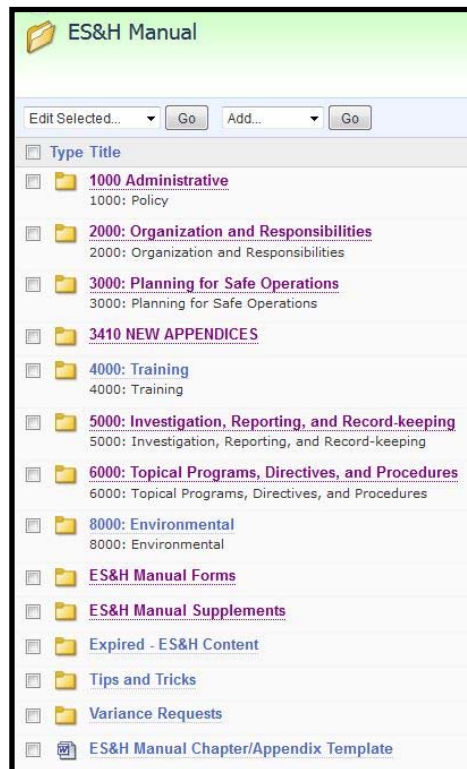 ES&H Manual
Edit Selected... Go Add... Go
Type Title
1000 Administrative
1000: Policy
2000: Organization and Responsibilities
2000: Organization and Responsibilities
3000: Planning for Safe Operations
3000: Planning for Safe Operations
3410 NEW APPENDICES
4000: Training
4000: Training
5000: Investigation, Reporting, and Record-keeping
5000: Investigation, Reporting, and Record-keeping
6000: Topical Programs, Directives, and Procedures
6000: Topical Programs, Directives, and Procedures
8000: Environmental
8000: Environmental
ES&H Manual Forms
ES&H Manual Supplements
Expired - ES&H Content
Tips and Tricks
Variance Requests
ES&H Manual Chapter/Appendix Template